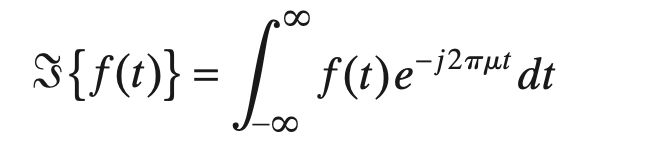 ℑ{f(t)} = ∫_{-∞}^{∞} f(t)e^{-j2πμt} dt